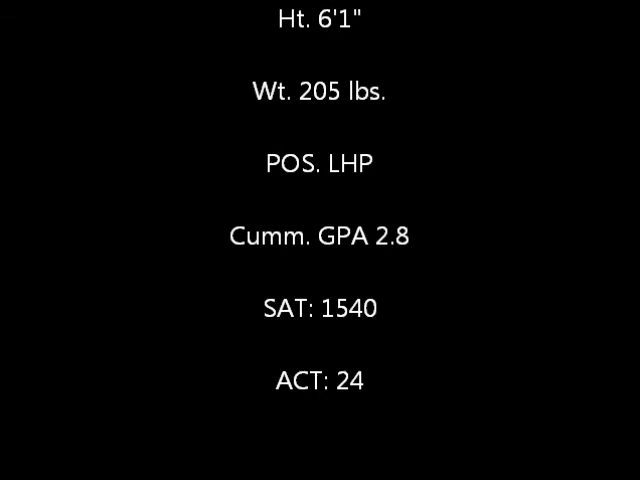 Ht. 6'1"
Wt. 205 lbs.
POS. LHP
Cumm. GPA 2.8
SAT: 1540
ACT: 24